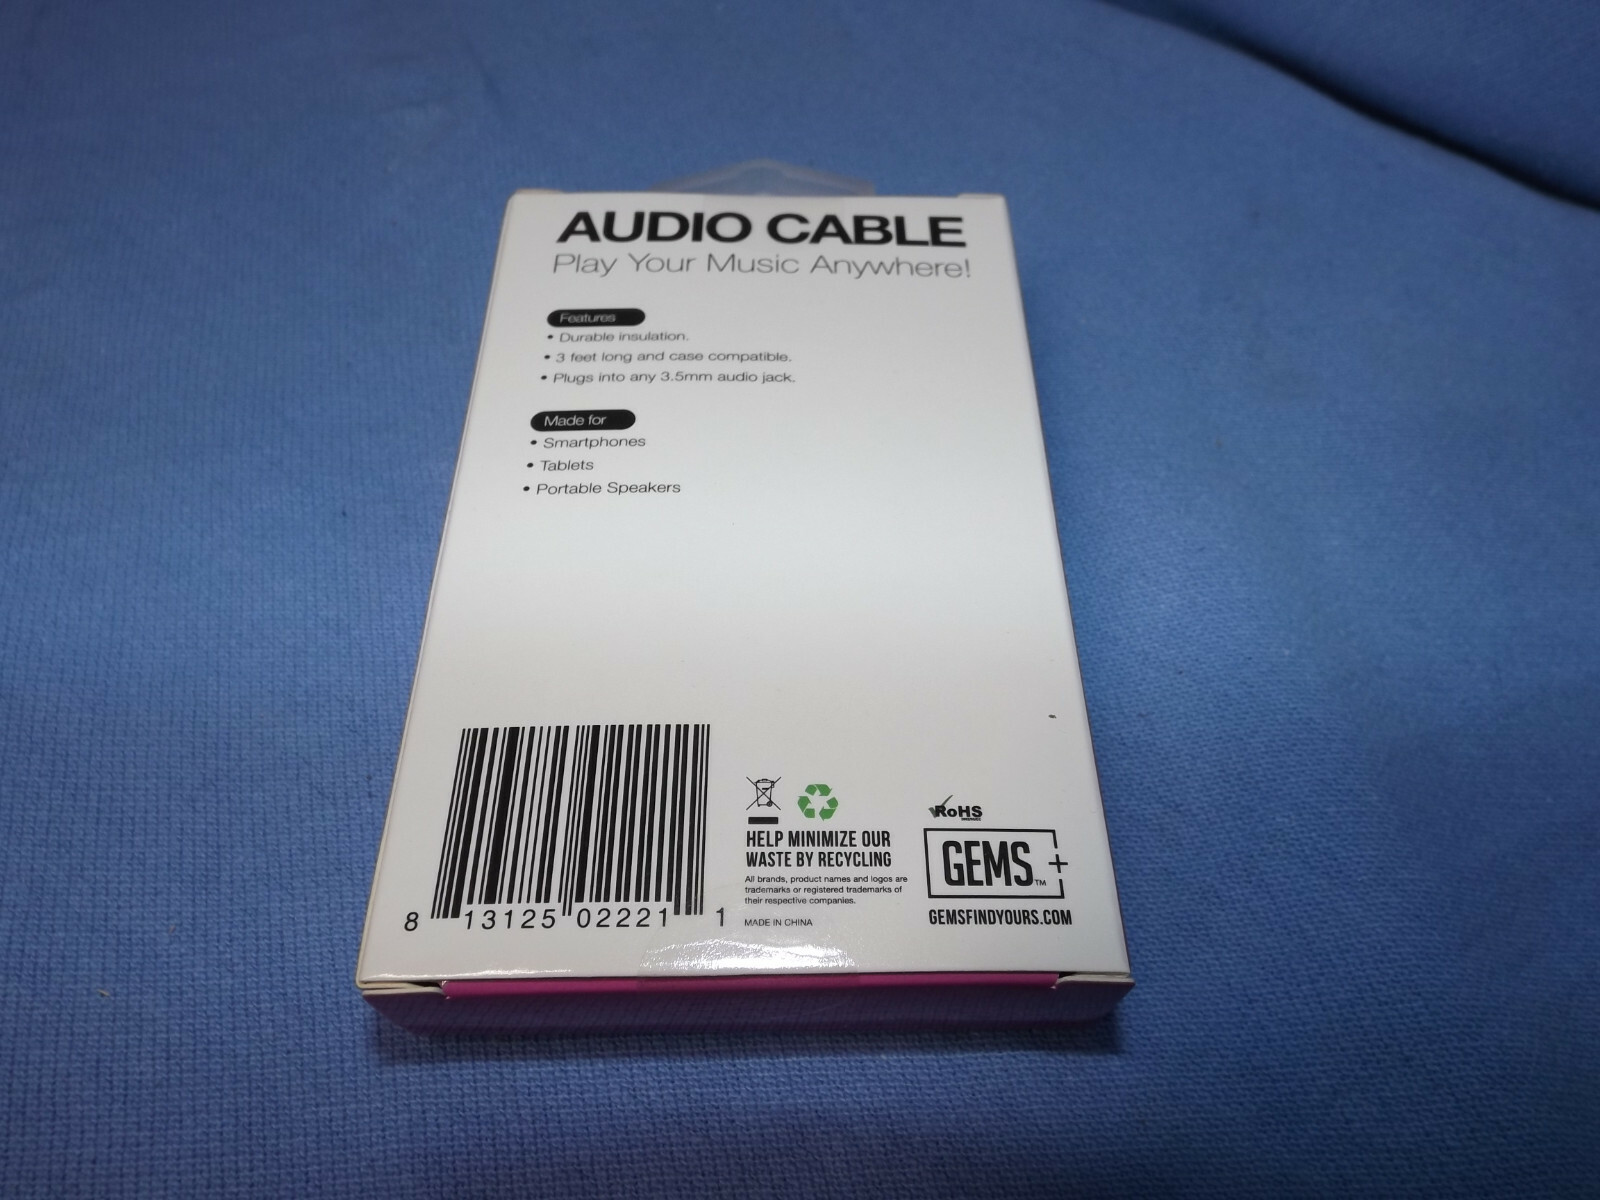 AUDIO CABLE
Play Your Music Anywhere!
Features
• Durable insulation.
• 3 feet long and case compatible.
• Plugs into any 3.5mm audio jack.
Made for
• Smartphones
• Tablets
• Portable Speakers
8 13125 02221 1
HELP MINIMIZE OUR
WASTE BY RECYCLING
All brands, product names and logos are
trademarks or registered trademarks of
their respective companies.
MADE IN CHINA
RoHS
GEMS+™
GEMSFINDYOURS.COM